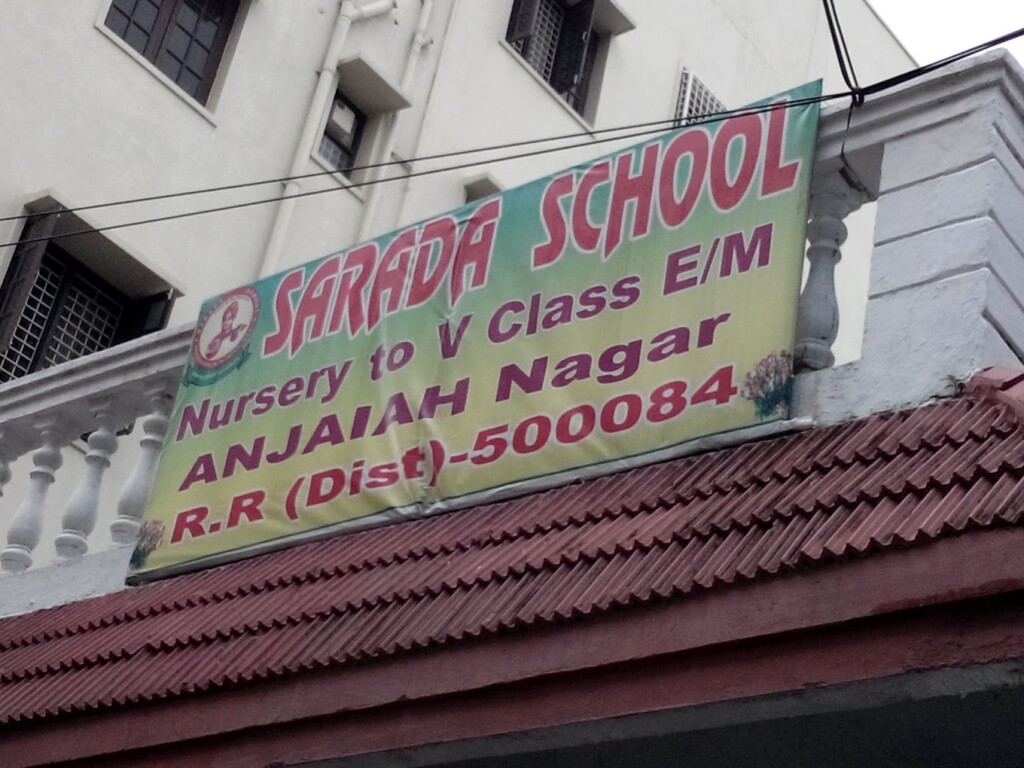 SARADA SCHOOL
Nursery to V Class E/M
ANJAIAH Nagar
R.R (Dist)-500084